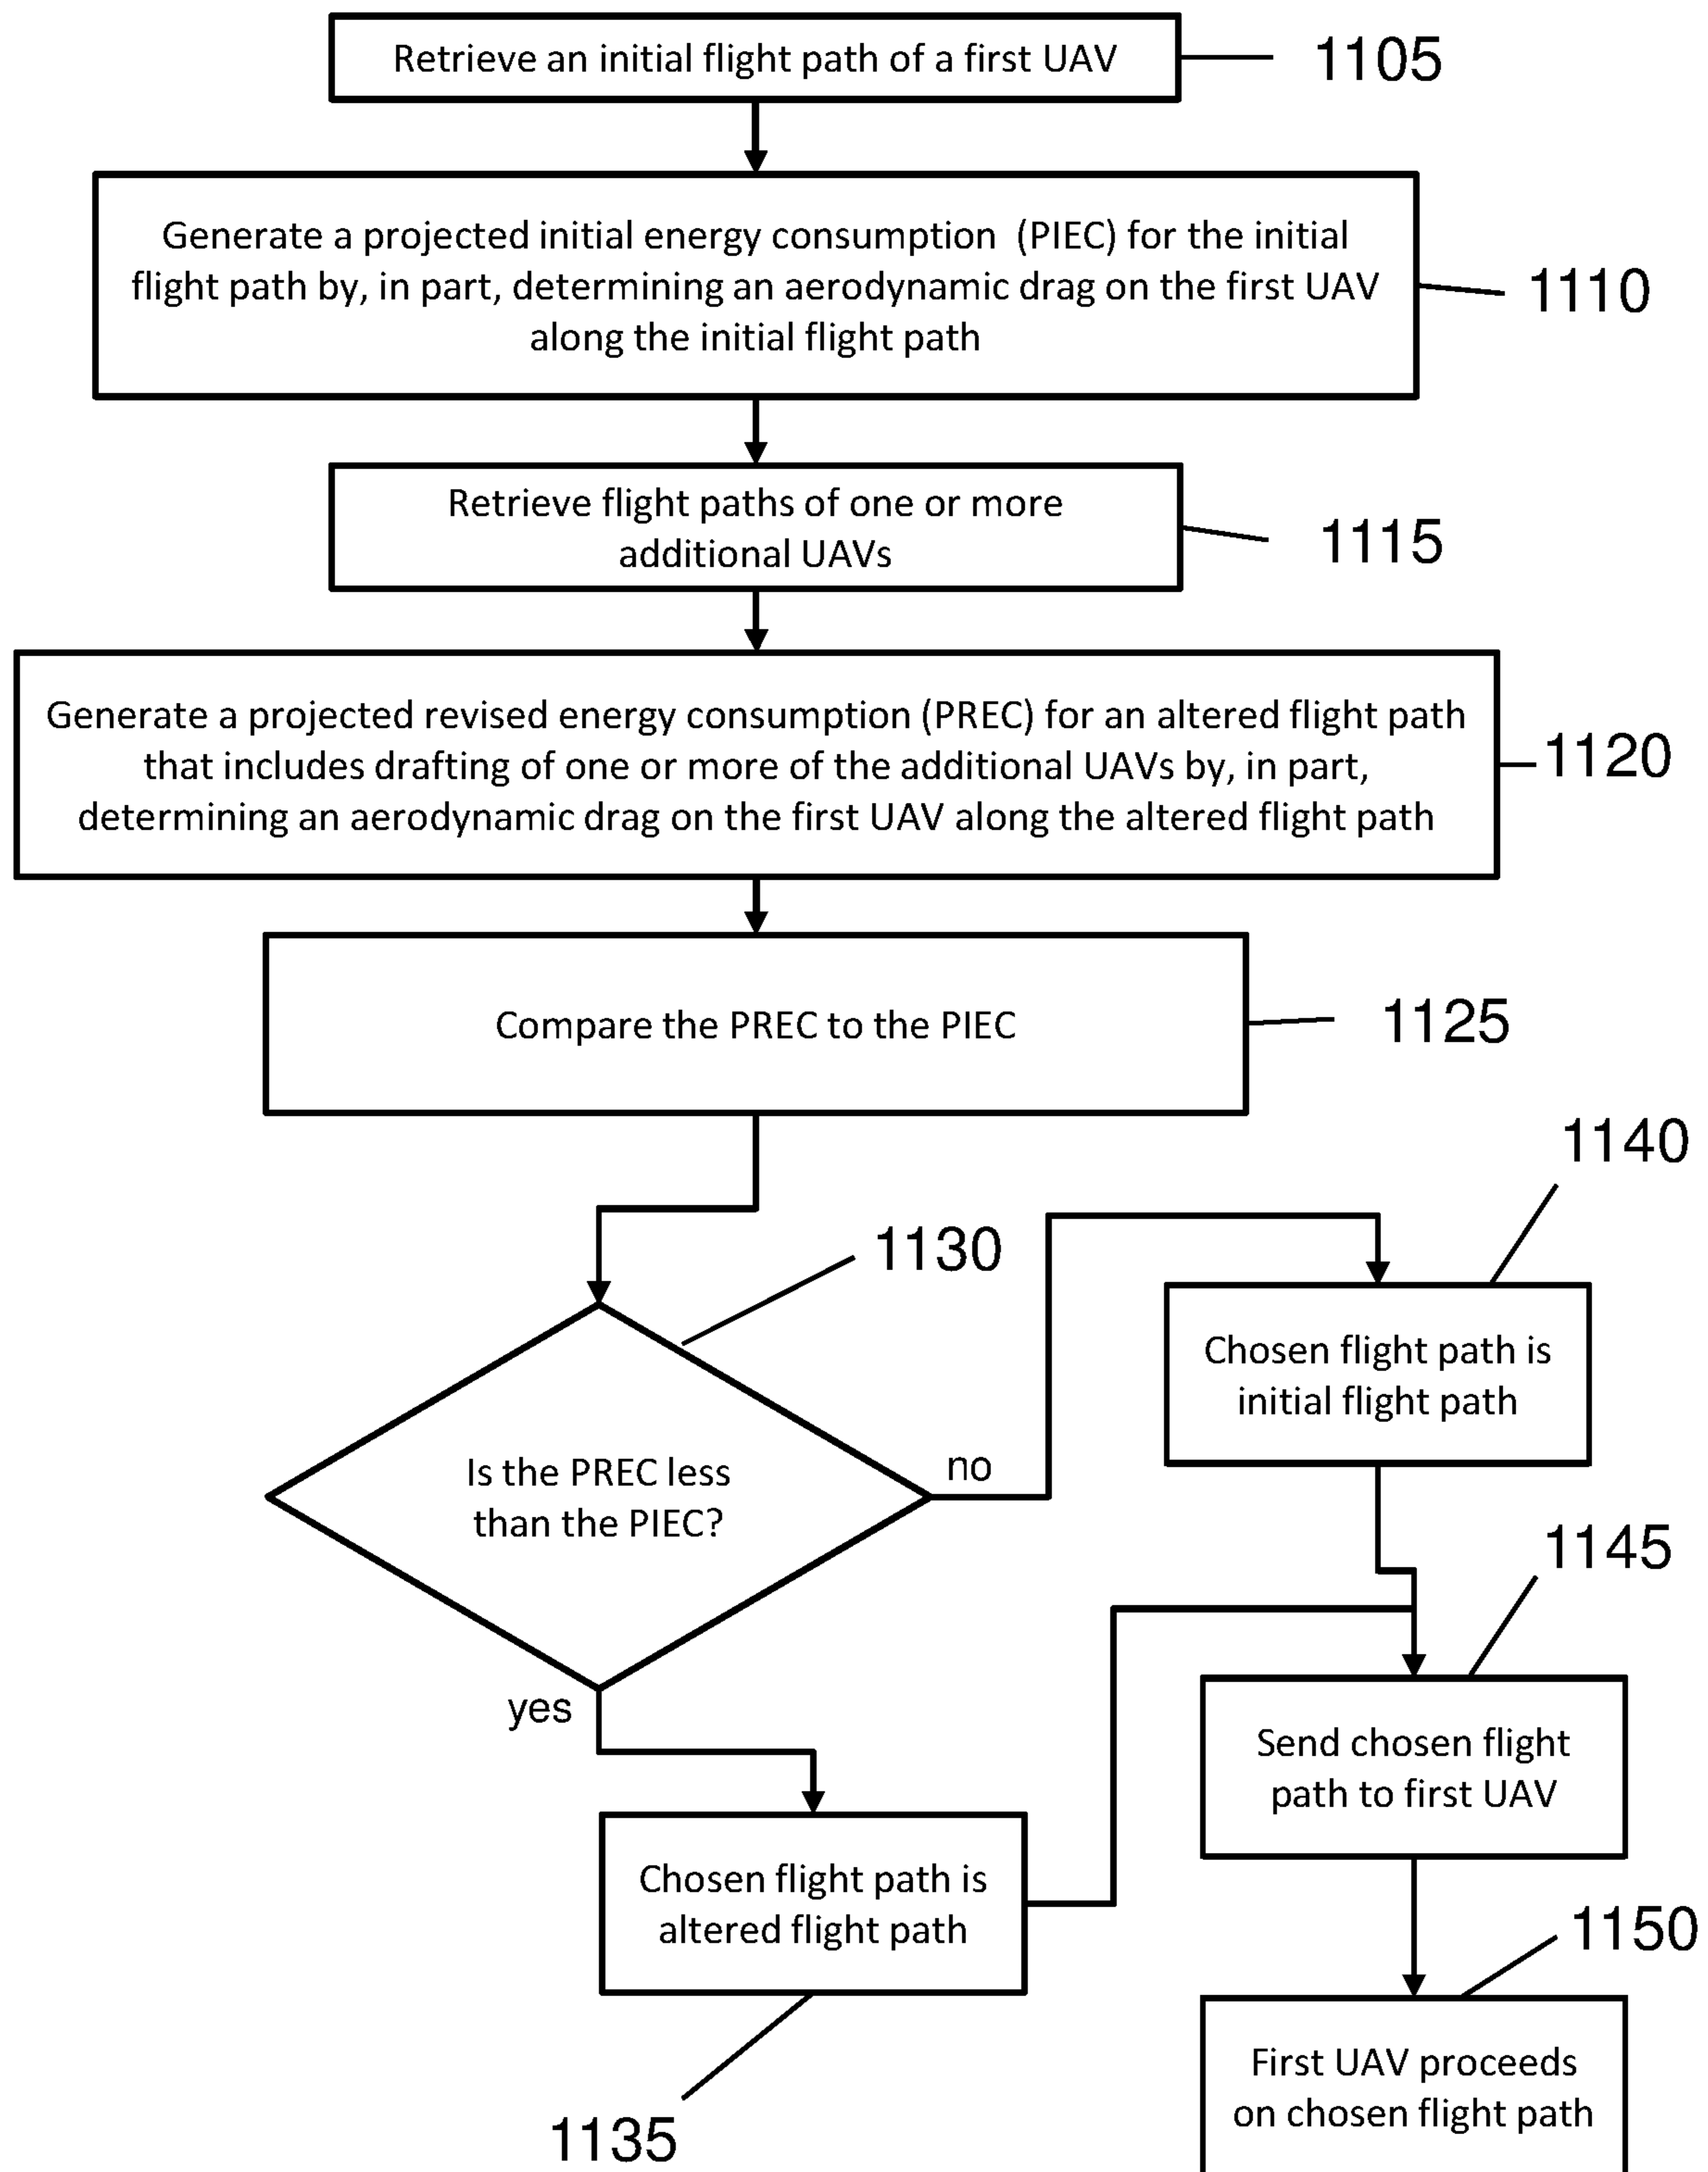 Retrieve an initial flight path of a first UAV
1105
Generate a projected initial energy consumption  (PIEC) for the initial
flight path by, in part, determining an aerodynamic drag on the first UAV
along the initial flight path
1110
Retrieve flight paths of one or more
additional UAVs
1115
Generate a projected revised energy consumption (PREC) for an altered flight path
that includes drafting of one or more of the additional UAVs by, in part,
determining an aerodynamic drag on the first UAV along the altered flight path
1120
Compare the PREC to the PIEC
1125
1130
Is the PREC less
than the PIEC?
no
yes
1140
Chosen flight path is
initial flight path
Chosen flight path is
altered flight path
1135
1145
Send chosen flight
path to first UAV
1150
First UAV proceeds
on chosen flight path